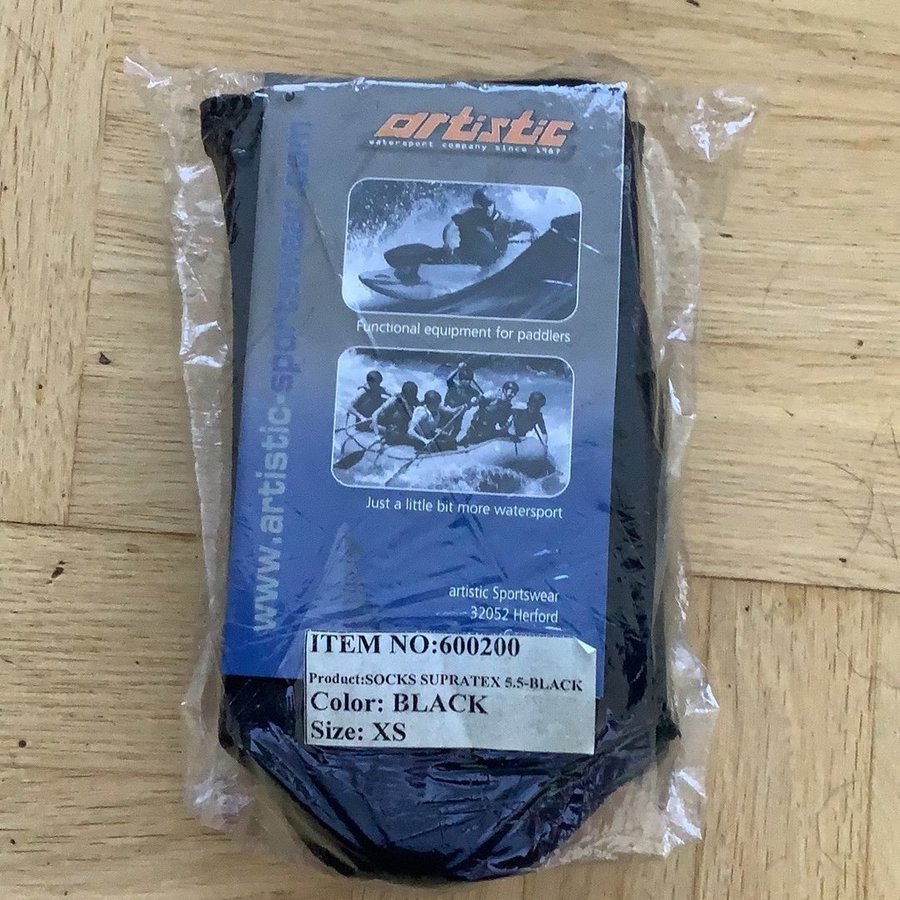 artistic
watersport company since 1967
www.artistic-sportswear.com
Functional equipment for paddlers
Just a little bit more watersport
artistic Sportswear
32052 Herford
ITEM NO:600200
Product:SOCKS SUPRATEX 5.5-BLACK
Color: BLACK
Size: XS